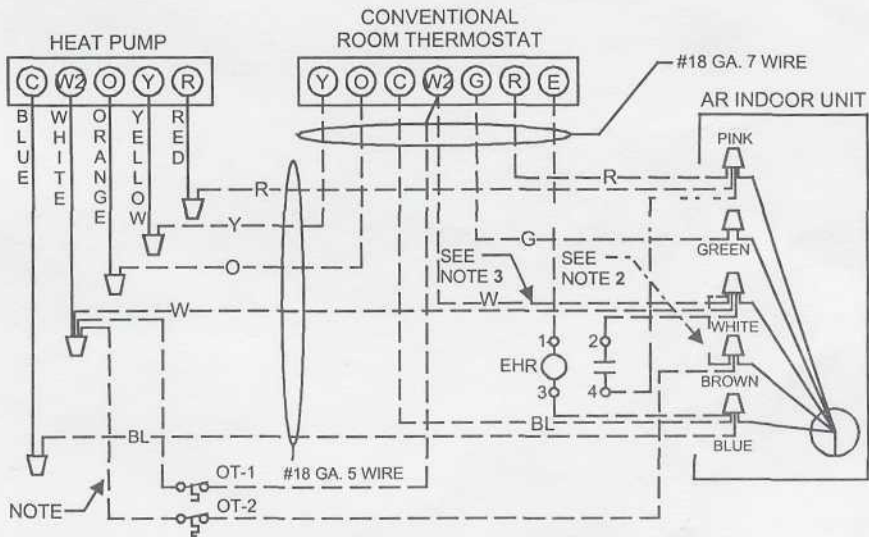 CONVENTIONAL
ROOM THERMOSTAT
HEAT PUMP
C W2 O Y R
Y O C W2 G R E
#18 GA. 7 WIRE
AR INDOOR UNIT
BLUE
WHITE
ORANGE
YELLOW
RED
PINK
R
R
Y
G
GREEN
O
SEE
NOTE 3
SEE
NOTE 2
W
W
WHITE
1
2
EHR
BROWN
3
4
BL
BL
BLUE
OT-1
#18 GA. 5 WIRE
NOTE
OT-2